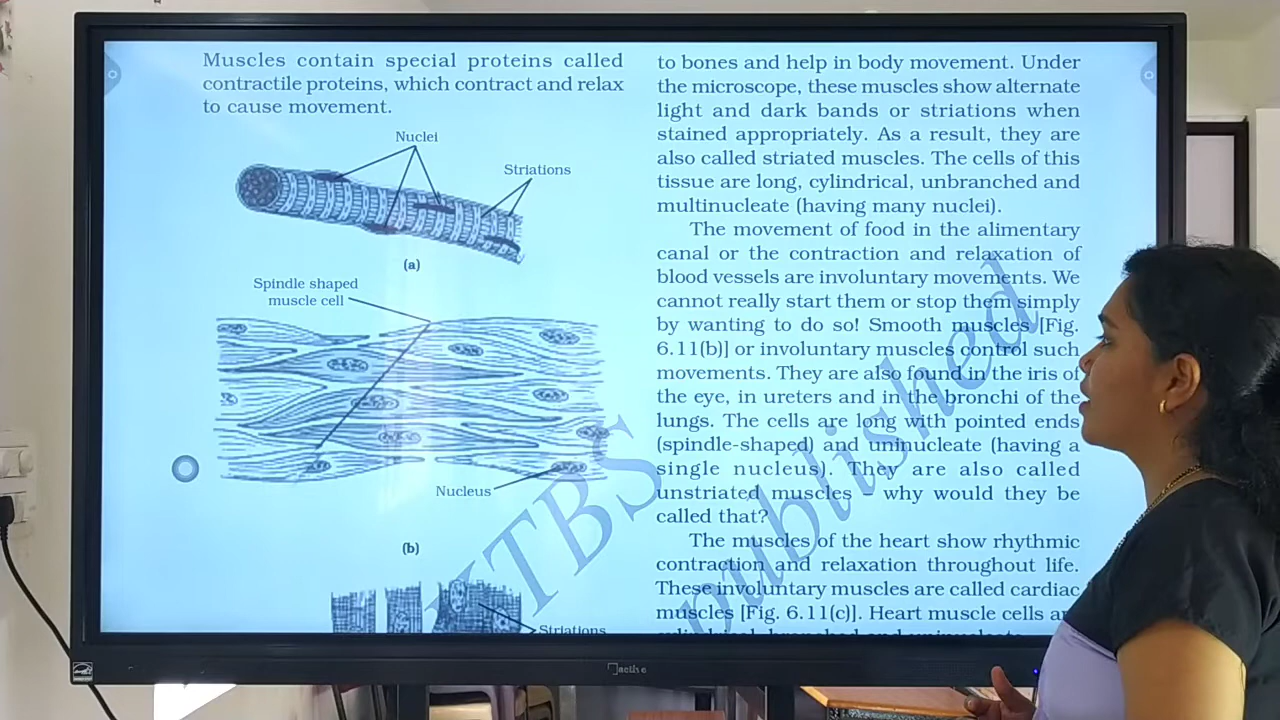 Muscles contain special proteins called
contractile proteins, which contract and relax
to cause movement.
Nuclei
Striations
(a)
Spindle shaped
muscle cell
Nucleus
(b)
Striations
to bones and help in body movement. Under
the microscope, these muscles show alternate
light and dark bands or striations when
stained appropriately. As a result, they are
also called striated muscles. The cells of this
tissue are long, cylindrical, unbranched and
multinucleate (having many nuclei).
The movement of food in the alimentary
canal or the contraction and relaxation of
blood vessels are involuntary movements. We
cannot really start them or stop them simply
by wanting to do so! Smooth muscles [Fig.
6.11(b)] or involuntary muscles control such
movements. They are also found in the iris of
the eye, in ureters and in the bronchi of the
lungs. The cells are long with pointed ends
(spindle-shaped) and uninucleate (having a
single nucleus). They are also called
unstriated muscles – why would they be
called that?
The muscles of the heart show rhythmic
contraction and relaxation throughout life.
These involuntary muscles are called cardiac
muscles [Fig. 6.11(c)]. Heart muscle cells
KTBS
published